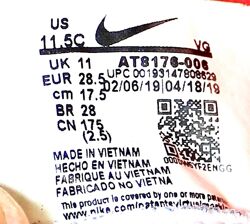 US
11.5C
VG
UK 11
AT8176-006
EUR 28.5
UPC 00193147808629
cm 17.5
02/06/19 04/18/19
BR 28
CN 175
(2.5)
MADE IN VIETNAM
HECHO EN VIETNAM
FABRIQUE AU VIETNAM
FABRICADO NO VIETNA
This product is covered by one or more